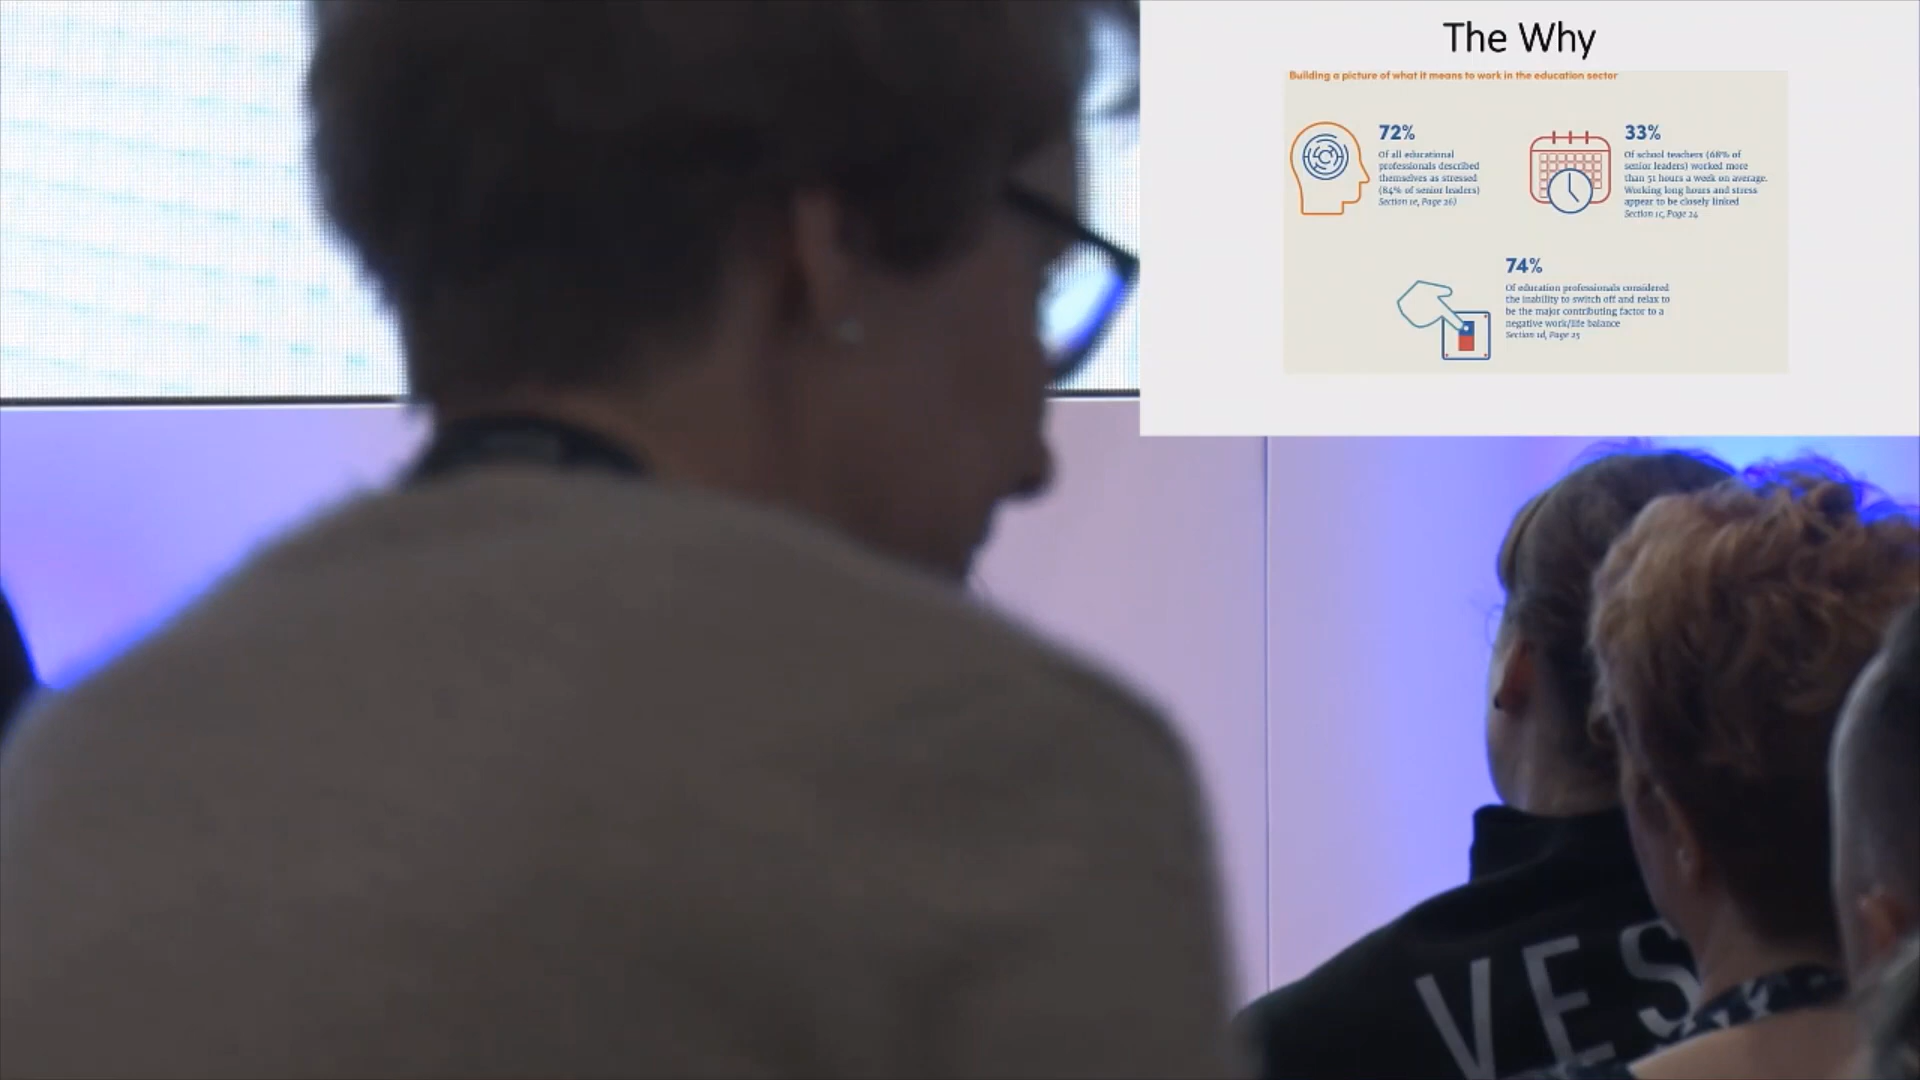 The Why
Building a picture of what it means to work in the education sector
72%
Of all educational
professionals described
themselves as stressed
(84% of senior leaders)
Section 1e, Page 26)
33%
Of school teachers (68% of
senior leaders) worked more
than 51 hours a week on average.
Working long hours and stress
appear to be closely linked
Section 1c, Page 24
74%
Of education professionals considered
the inability to switch off and relax to
be the major contributing factor to a
negative work/life balance
Section 1d, Page 25
VES